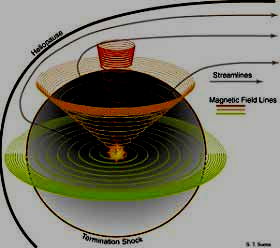 Heliopause
Streamlines
Magnetic Field Lines
Termination Shock
S. T. Suess